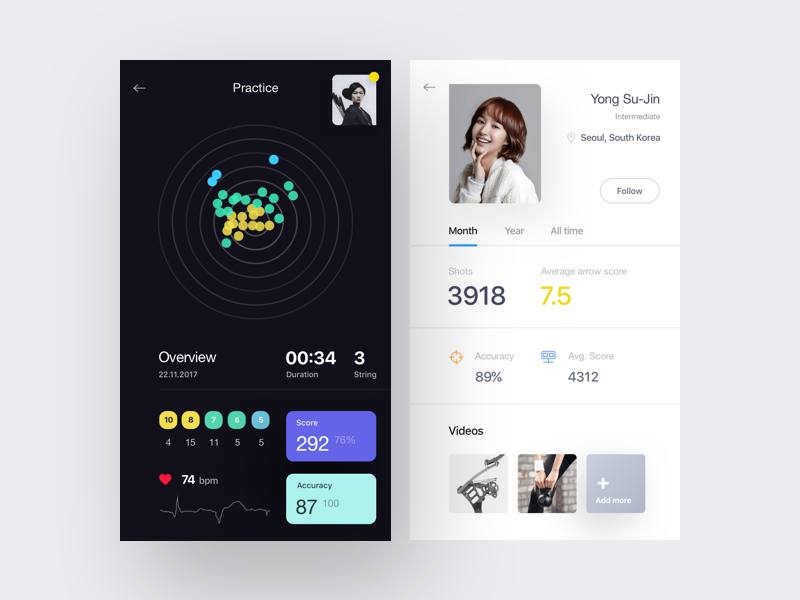 Practice
Overview
22.11.2017
00:34
Duration
3
String
10 8 7 6 5
4 15 11 5 5
Score
292 76%
74 bpm
Accuracy
87 100
Yong Su-Jin
Intermediate
Seoul, South Korea
Follow
Month Year All time
Shots
3918
Average arrow score
7.5
Accuracy
89%
Avg. Score
4312
Videos
Add more